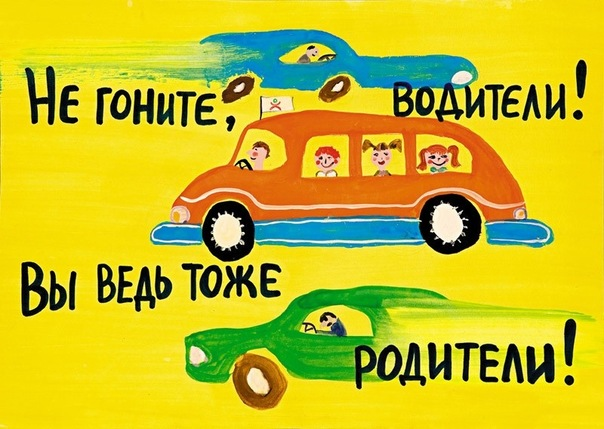 Не гоните, водители!
Вы ведь тоже
родители!